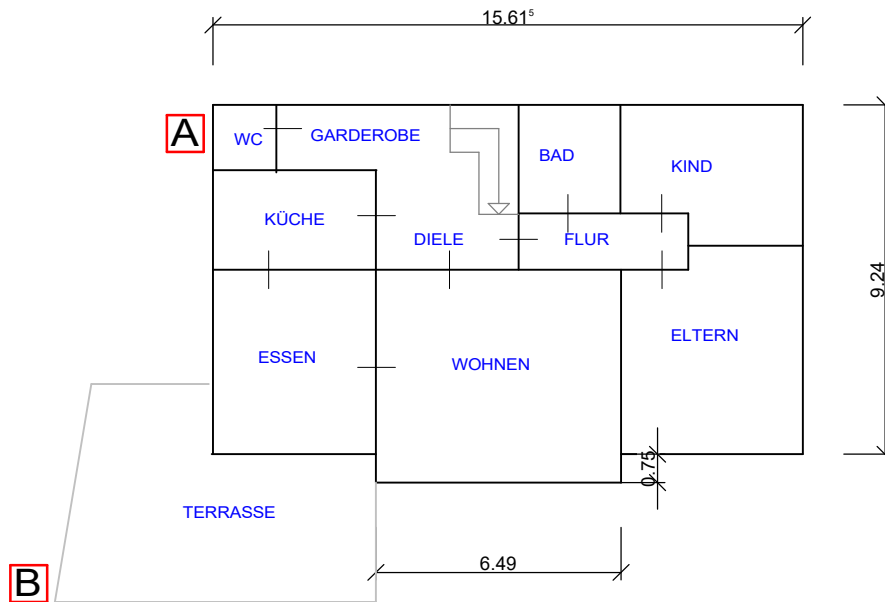 15.61⁵
A
WC
GARDEROBE
BAD
KIND
KÜCHE
DIELE
FLUR
9.24
ESSEN
WOHNEN
ELTERN
0.75
TERRASSE
6.49
B